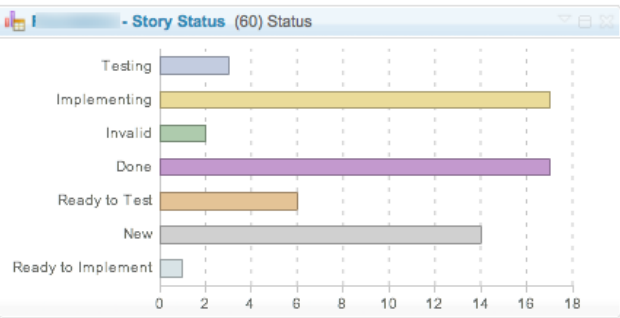 - Story Status (60) Status
Testing
Implementing
Invalid
Done
Ready to Test
New
Ready to Implement
0 2 4 6 8 10 12 14 16 18